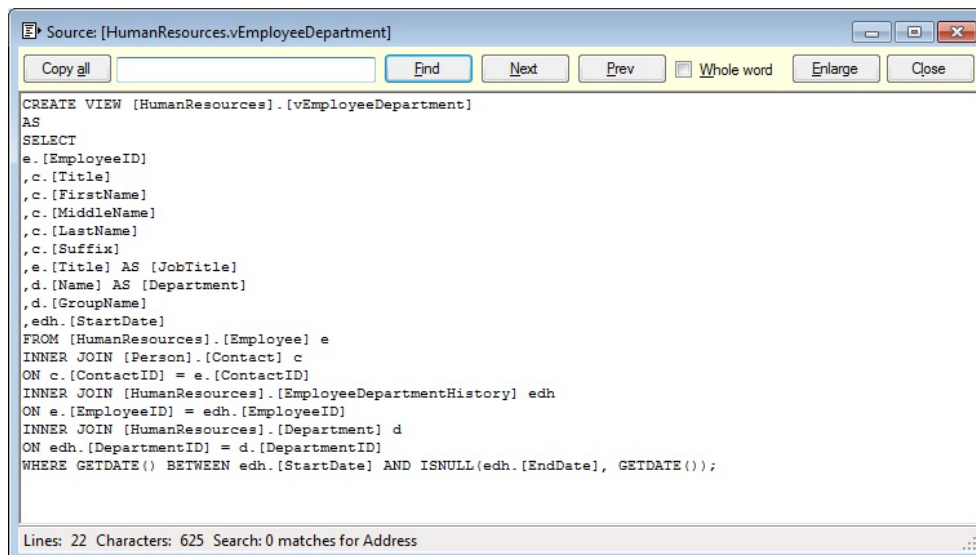 Source: [HumanResources.vEmployeeDepartment]
Copy all Find Next Prev Whole word Enlarge Close
CREATE VIEW [HumanResources].[vEmployeeDepartment]
AS
SELECT
e.[EmployeeID]
,c.[Title]
,c.[FirstName]
,c.[MiddleName]
,c.[LastName]
,c.[Suffix]
,e.[Title] AS [JobTitle]
,d.[Name] AS [Department]
,d.[GroupName]
,edh.[StartDate]
FROM [HumanResources].[Employee] e
INNER JOIN [Person].[Contact] c
ON c.[ContactID] = e.[ContactID]
INNER JOIN [HumanResources].[EmployeeDepartmentHistory] edh
ON e.[EmployeeID] = edh.[EmployeeID]
INNER JOIN [HumanResources].[Department] d
ON edh.[DepartmentID] = d.[DepartmentID]
WHERE GETDATE() BETWEEN edh.[StartDate] AND ISNULL(edh.[EndDate], GETDATE());
Lines: 22 Characters: 625 Search: 0 matches for Address